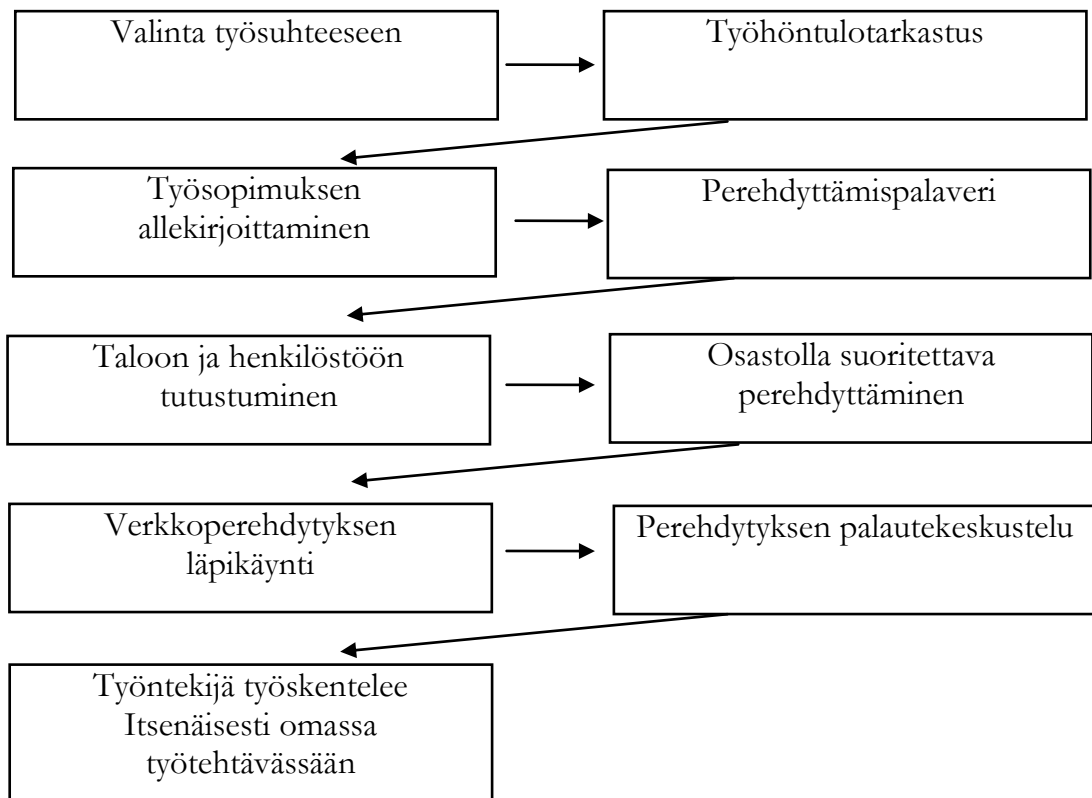 Valinta työsuhteeseen
Työhöntulotarkastus
Työsopimuksen
allekirjoittaminen
Perehdyttämispalaveri
Taloon ja henkilöstöön
tutustuminen
Osastolla suoritettava
perehdyttäminen
Verkkoperehdytyksen
läpikäynti
Perehdytyksen palautekeskustelu
Työntekijä työskentelee
Itsenäisesti omassa
työtehtävässään